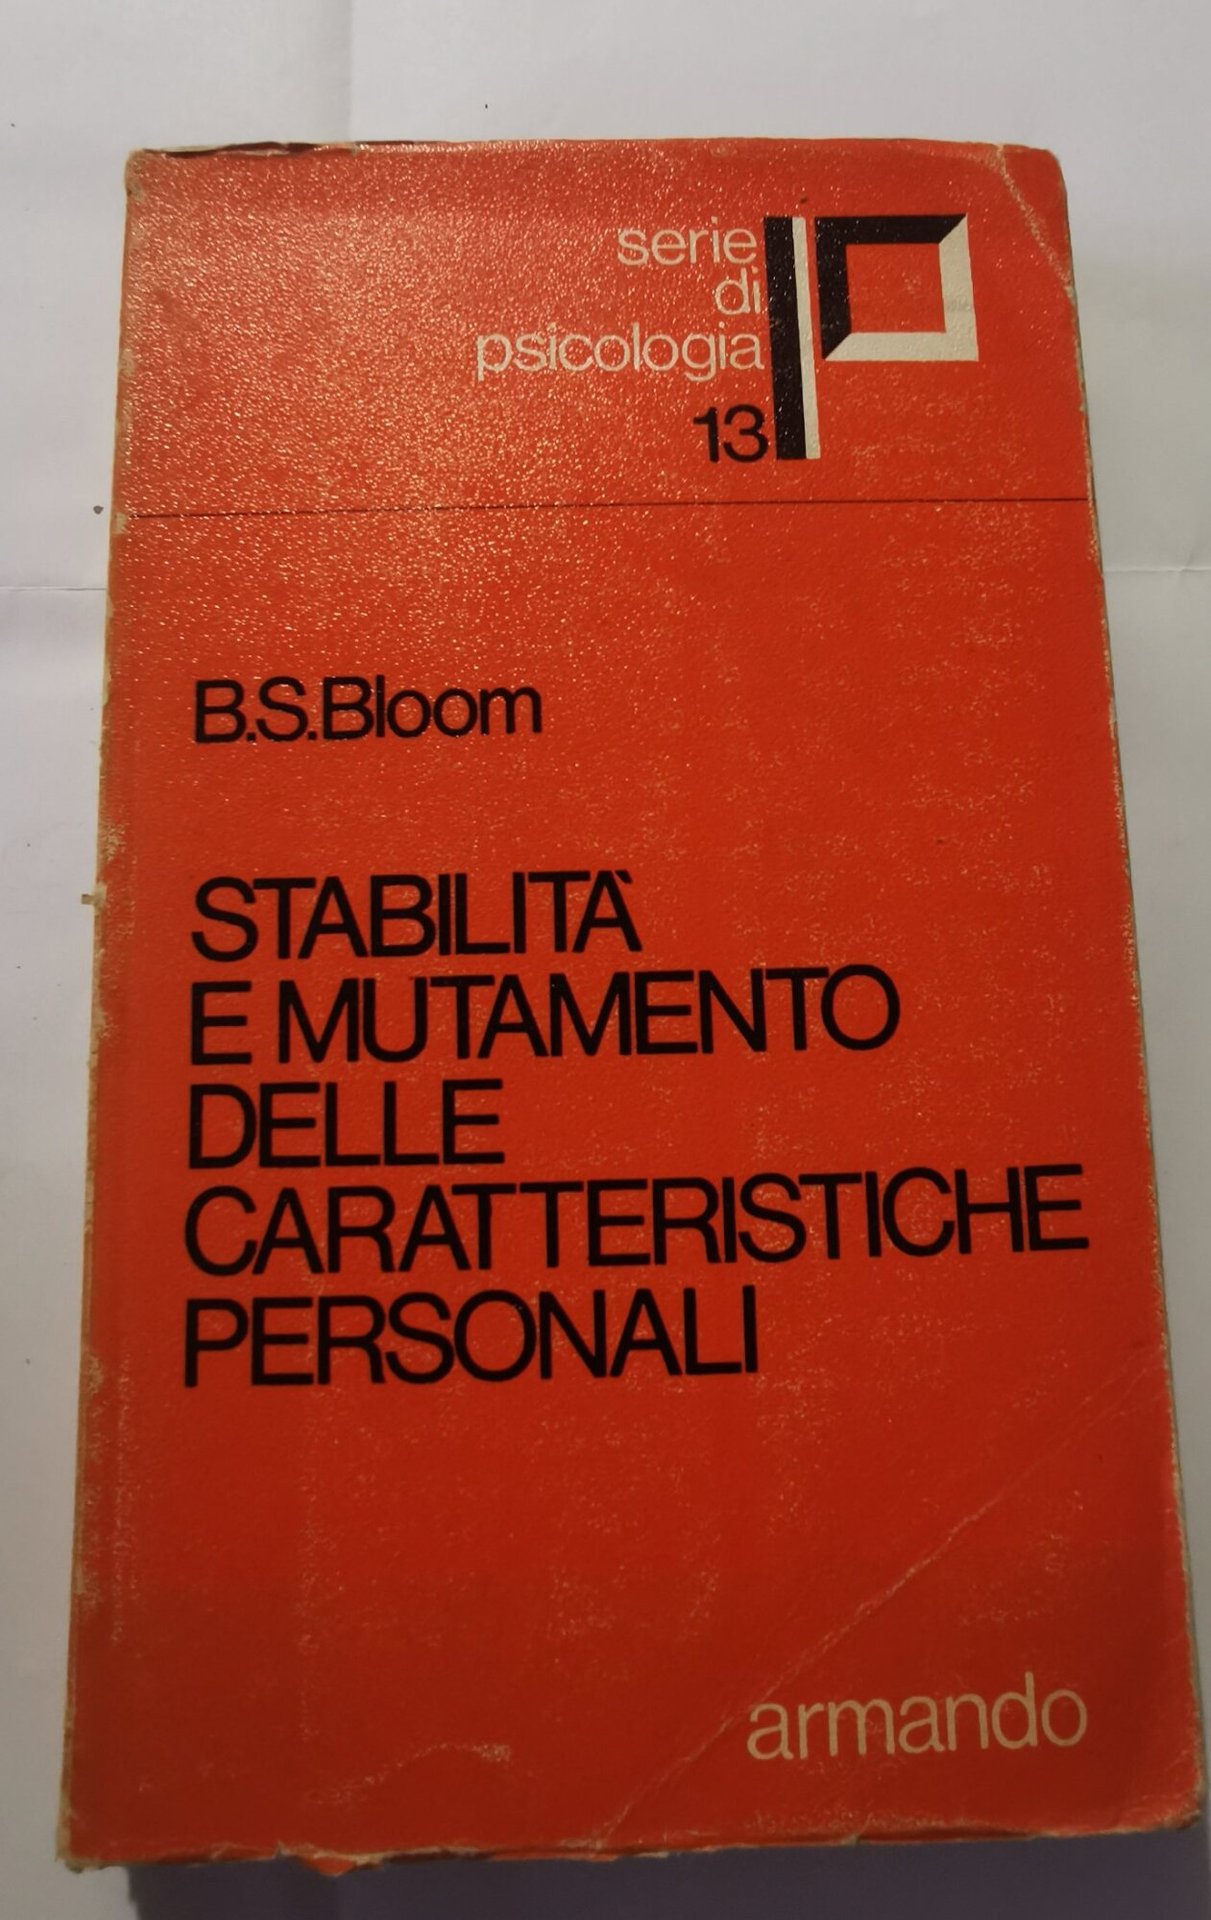 serie
di
psicologia
13
B.S.Bloom
STABILITÀ
E MUTAMENTO
DELLE
CARATTERISTICHE
PERSONALI
armando